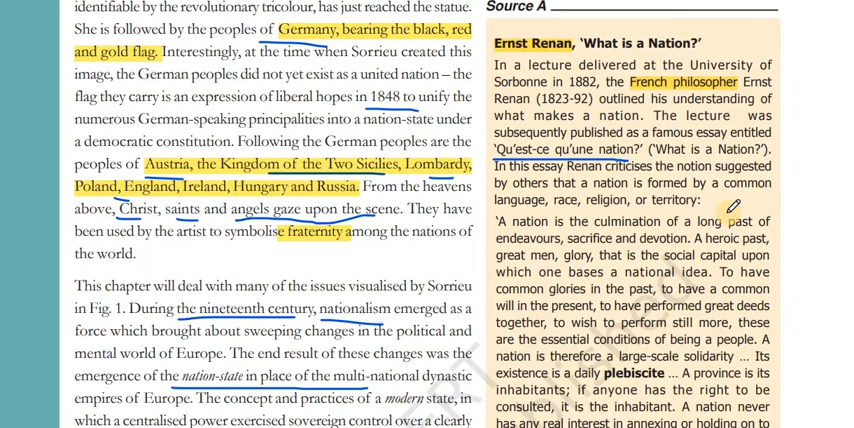 identifiable by the revolutionary tricolour, has just reached the statue.
She is followed by the peoples of Germany, bearing the black, red
and gold flag. Interestingly, at the time when Sorrieu created this
image, the German peoples did not yet exist as a united nation – the
flag they carry is an expression of liberal hopes in 1848 to unify the
numerous German-speaking principalities into a nation-state under
a democratic constitution. Following the German peoples are the
peoples of Austria, the Kingdom of the Two Sicilies, Lombardy,
Poland, England, Ireland, Hungary and Russia. From the heavens
above, Christ, saints and angels gaze upon the scene. They have
been used by the artist to symbolise fraternity among the nations of
the world.
This chapter will deal with many of the issues visualised by Sorrieu
in Fig. 1. During the nineteenth century, nationalism emerged as a
force which brought about sweeping changes in the political and
mental world of Europe. The end result of these changes was the
emergence of the nation-state in place of the multi-national dynastic
empires of Europe. The concept and practices of a modern state, in
which a centralised power exercised sovereign control over a clearly
Source A
Ernst Renan, ‘What is a Nation?’
In a lecture delivered at the University of
Sorbonne in 1882, the French philosopher Ernst
Renan (1823-92) outlined his understanding of
what makes a nation. The lecture was
subsequently published as a famous essay entitled
‘Qu’est-ce qu’une nation?’ (‘What is a Nation?’).
In this essay Renan criticises the notion suggested
by others that a nation is formed by a common
language, race, religion, or territory:
‘A nation is the culmination of a long past of
endeavours, sacrifice and devotion. A heroic past,
great men, glory, that is the social capital upon
which one bases a national idea. To have
common glories in the past, to have a common
will in the present, to have performed great deeds
together, to wish to perform still more, these
are the essential conditions of being a people. A
nation is therefore a large-scale solidarity … Its
existence is a daily plebiscite … A province is its
inhabitants; if anyone has the right to be
consulted, it is the inhabitant. A nation never
has any real interest in annexing or holding on to